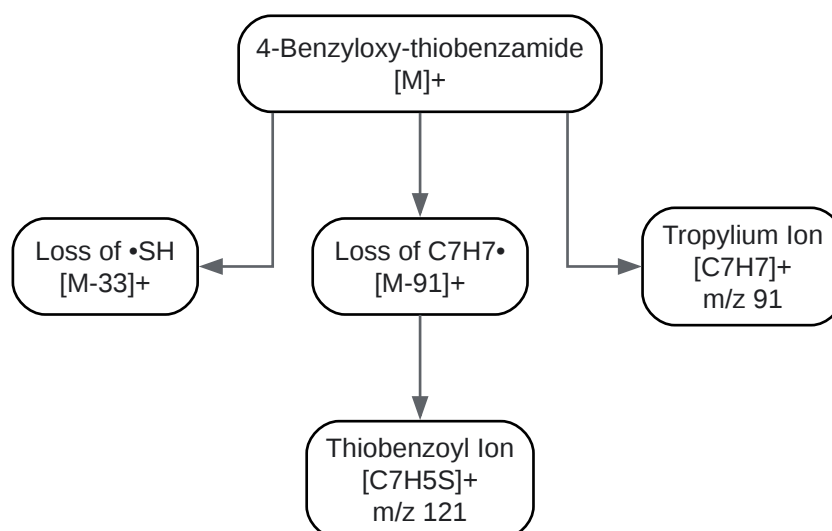 4-Benzyloxy-thiobenzamide
[M]+
Loss of •SH
[M-33]+
Loss of C7H7•
[M-91]+
Tropylium Ion
[C7H7]+
m/z 91
Thiobenzoyl Ion
[C7H5S]+
m/z 121